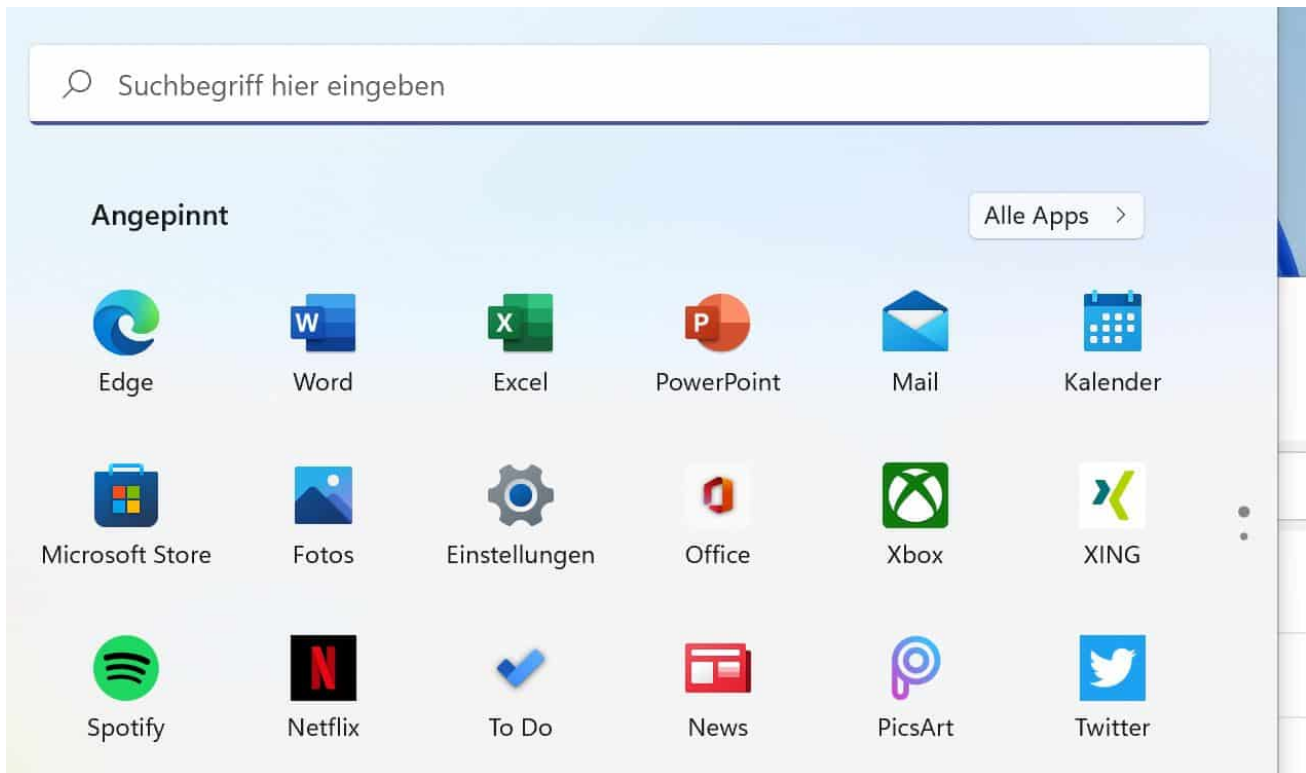 Suchbegriff hier eingeben
Angepinnt
Alle Apps
Edge
Word
Excel
PowerPoint
Mail
Kalender
Microsoft Store
Fotos
Einstellungen
Office
Xbox
XING
Spotify
Netflix
To Do
News
PicsArt
Twitter